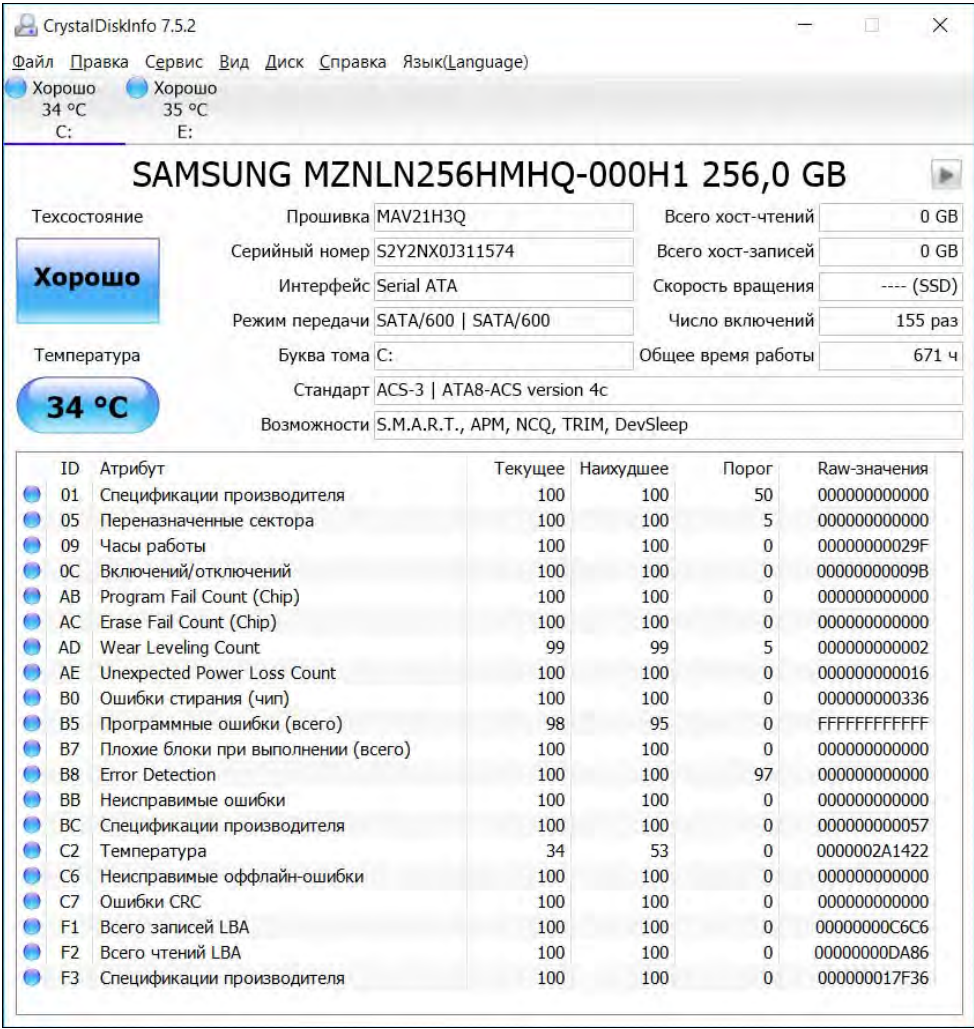 CrystalDiskInfo 7.5.2
Файл Правка Сервис Вид Диск Справка Язык(Language)
Хорошо Хорошо
34 °C 35 °C
C: E:
SAMSUNG MZNLN256HMHQ-000H1 256,0 GB
Техсостояние Прошивка MAV21H3Q Всего хост-чтений 0 GB
Хорошо Серийный номер S2Y2NX0J311574 Всего хост-записей 0 GB
Интерфейс Serial ATA Скорость вращения ---- (SSD)
Режим передачи SATA/600 | SATA/600 Число включений 155 раз
Температура Буква тома C: Общее время работы 671 ч
34 °C Стандарт ACS-3 | ATA8-ACS version 4c
Возможности S.M.A.R.T., APM, NCQ, TRIM, DevSleep
ID Атрибут Текущее Наихудшее Порог Raw-значения
01 Спецификации производителя 100 100 50 000000000000
05 Переназначенные сектора 100 100 5 000000000000
09 Часы работы 100 100 0 00000000029F
0C Включений/отключений 100 100 0 00000000009B
AB Program Fail Count (Chip) 100 100 0 000000000000
AC Erase Fail Count (Chip) 100 100 0 000000000000
AD Wear Leveling Count 99 99 5 000000000002
AE Unexpected Power Loss Count 100 100 0 000000000016
B0 Ошибки стирания (чип) 100 100 0 000000000336
B5 Программные ошибки (всего) 98 95 0 FFFFFFFFFFFF
B7 Плохие блоки при выполнении (всего) 100 100 0 000000000000
B8 Error Detection 100 100 97 000000000000
BB Неисправимые ошибки 100 100 0 000000000000
BC Спецификации производителя 100 100 0 000000000057
C2 Температура 34 53 0 0000002A1422
C6 Неисправимые оффлайн-ошибки 100 100 0 000000000000
C7 Ошибки CRC 100 100 0 000000000000
F1 Всего записей LBA 100 100 0 00000000C6C6
F2 Всего чтений LBA 100 100 0 00000000DA86
F3 Спецификации производителя 100 100 0 000000017F36